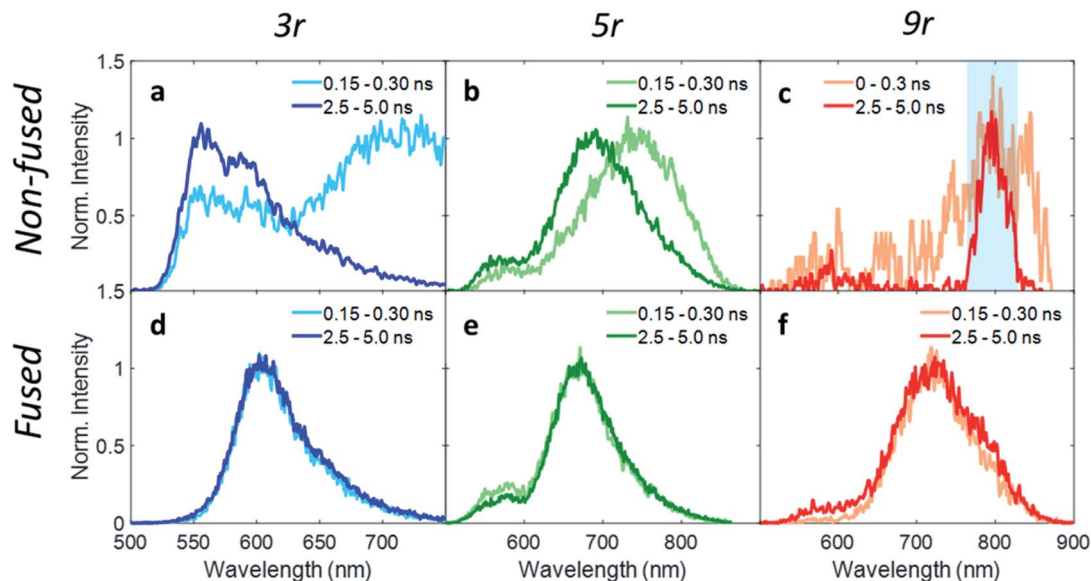 3r 5r 9r
Non-fused
Norm. Intensity
1.5
1
0.5
a
0.15 - 0.30 ns
2.5 - 5.0 ns
b
0.15 - 0.30 ns
2.5 - 5.0 ns
c
0 - 0.3 ns
2.5 - 5.0 ns
Fused
Norm. Intensity
1.5
1
0.5
0
d
0.15 - 0.30 ns
2.5 - 5.0 ns
e
0.15 - 0.30 ns
2.5 - 5.0 ns
f
0.15 - 0.30 ns
2.5 - 5.0 ns
500 550 600 650 700 600 700 800 600 700 800 900
Wavelength (nm) Wavelength (nm) Wavelength (nm)